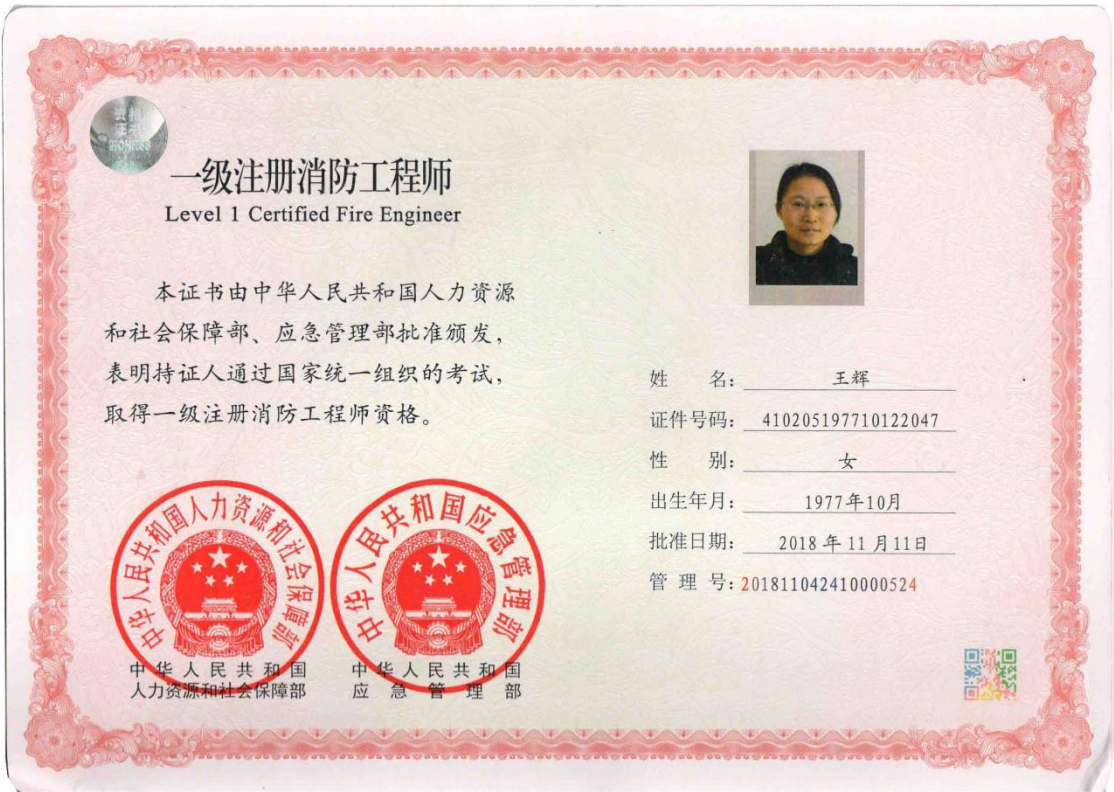 一级注册消防工程师
Level 1 Certified Fire Engineer
本证书由中华人民共和国人力资源
和社会保障部、应急管理部批准颁发，
表明持证人通过国家统一组织的考试，
取得一级注册消防工程师资格。
姓 名： 王辉
证件号码： 410205197710122047
性 别： 女
出生年月： 1977年10月
批准日期： 2018年11月11日
管 理 号：201811042410000524
中华人民共和国人力资源和社会保障部
中华人民共和国应急管理部
中华人民共和国
人力资源和社会保障部
中华人民共和国
应急管理部